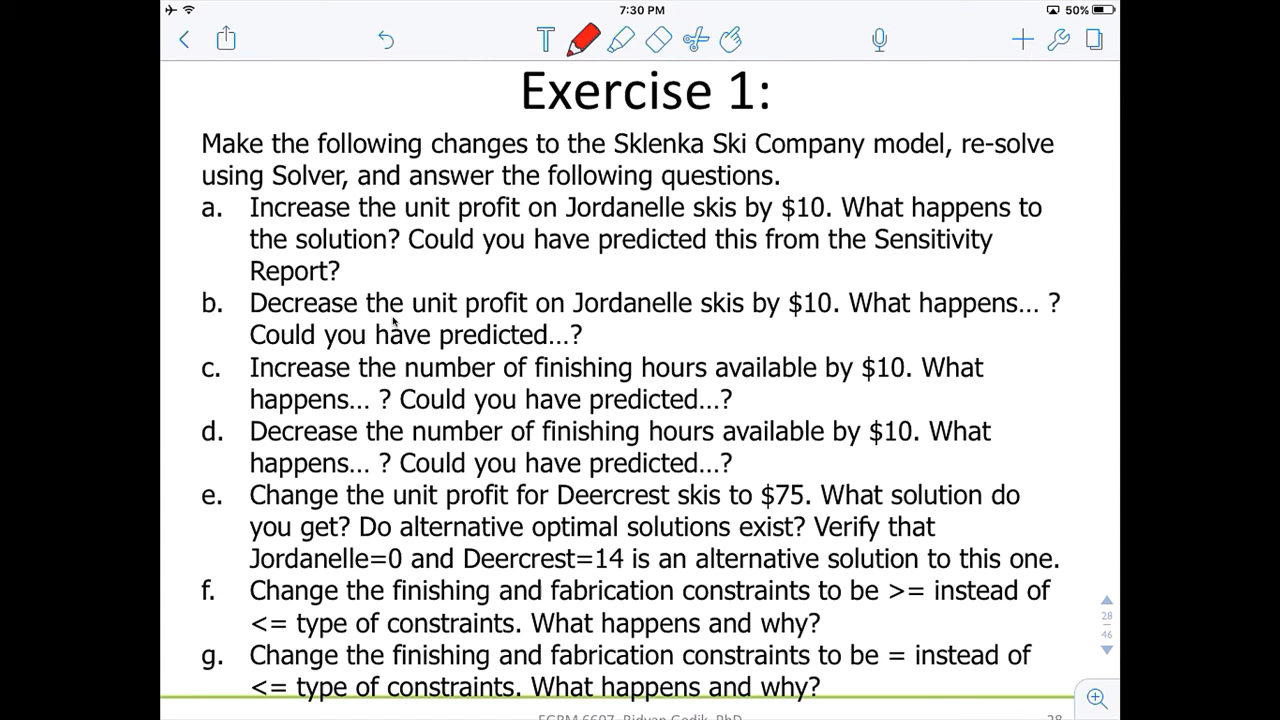 7:30 PM
50%
T
Exercise 1:
Make the following changes to the Sklenka Ski Company model, re-solve
using Solver, and answer the following questions.
a. Increase the unit profit on Jordanelle skis by $10. What happens to
the solution? Could you have predicted this from the Sensitivity
Report?
b. Decrease the unit profit on Jordanelle skis by $10. What happens... ?
Could you have predicted...?
c. Increase the number of finishing hours available by $10. What
happens... ? Could you have predicted...?
d. Decrease the number of finishing hours available by $10. What
happens... ? Could you have predicted...?
e. Change the unit profit for Deercrest skis to $75. What solution do
you get? Do alternative optimal solutions exist? Verify that
Jordanelle=0 and Deercrest=14 is an alternative solution to this one.
f. Change the finishing and fabrication constraints to be >= instead of
<= type of constraints. What happens and why?
28
46
g. Change the finishing and fabrication constraints to be = instead of
<= type of constraints. What happens and why?